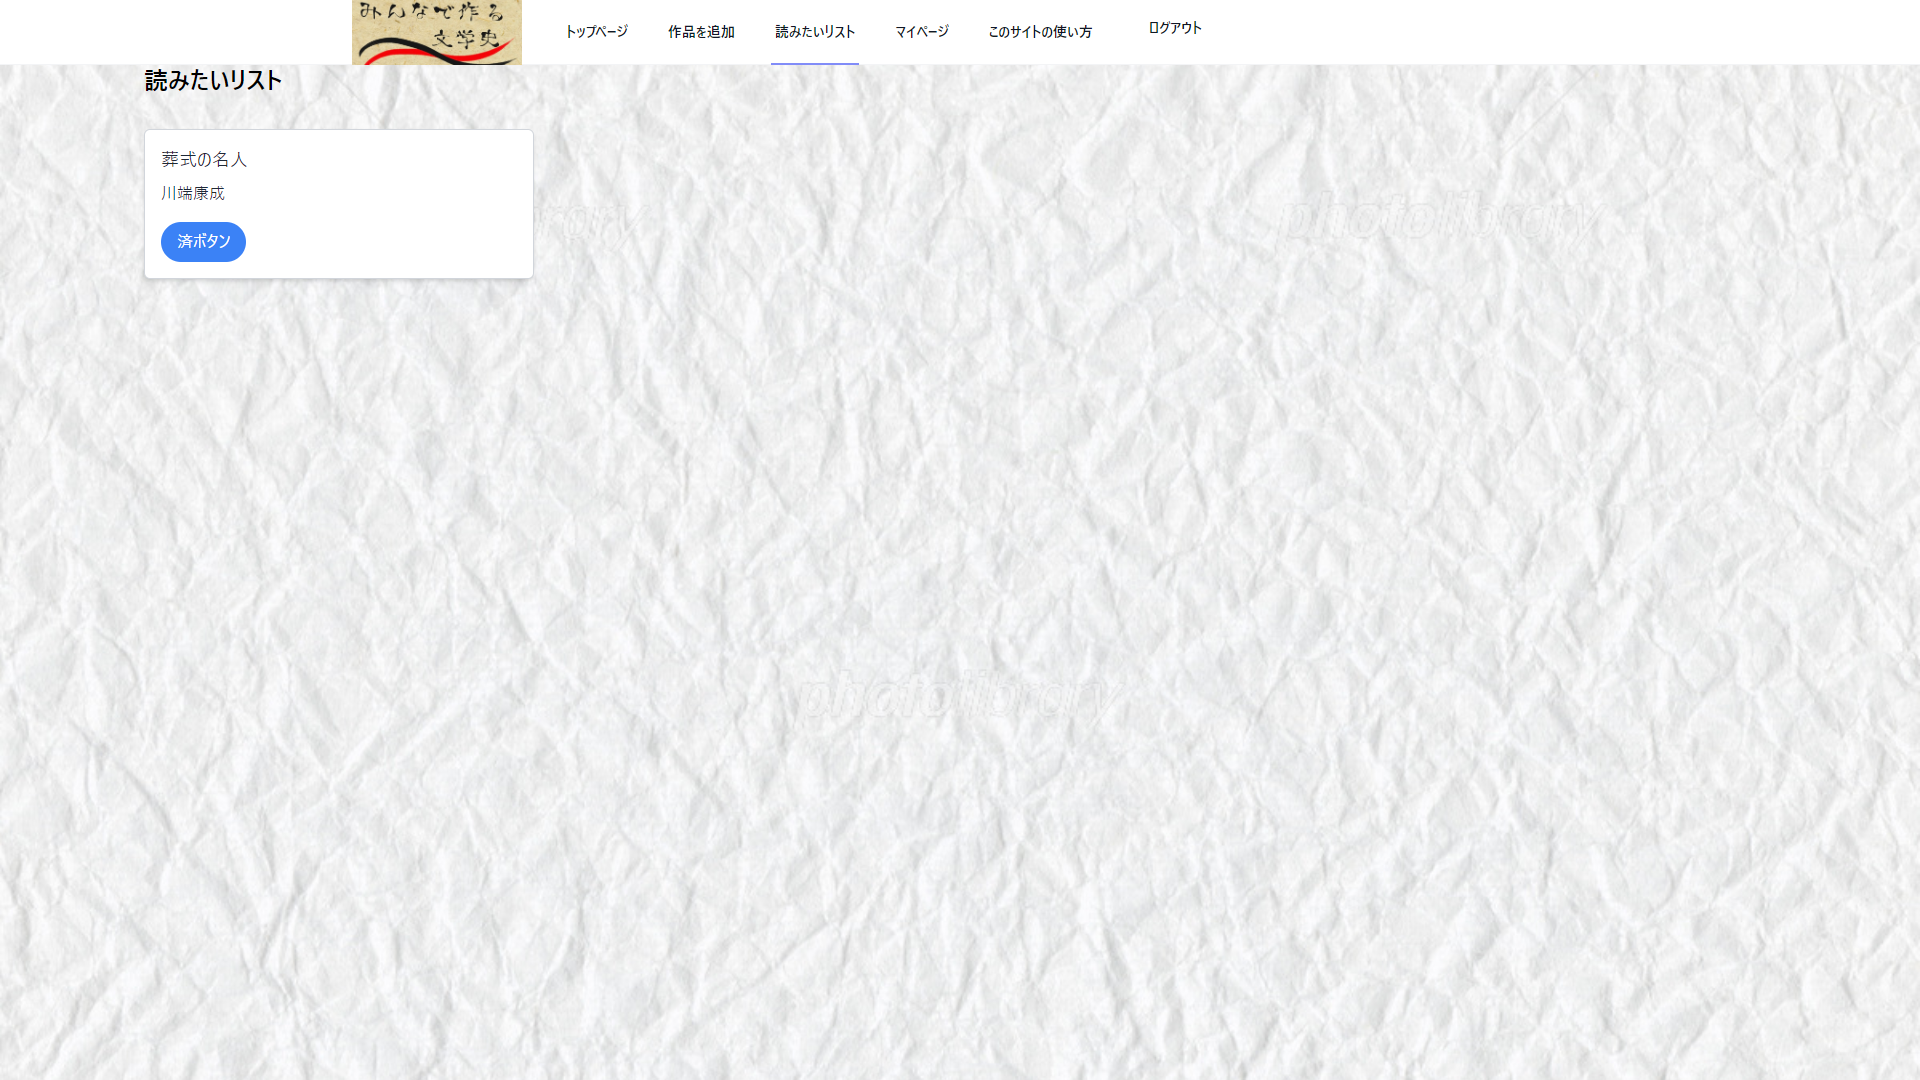 みんなで作る
文学史
トップページ
作品を追加
読みたいリスト
マイページ
このサイトの使い方
ログアウト
読みたいリスト
葬式の名人
川端康成
済ボタン
photolibrary
photolibrary